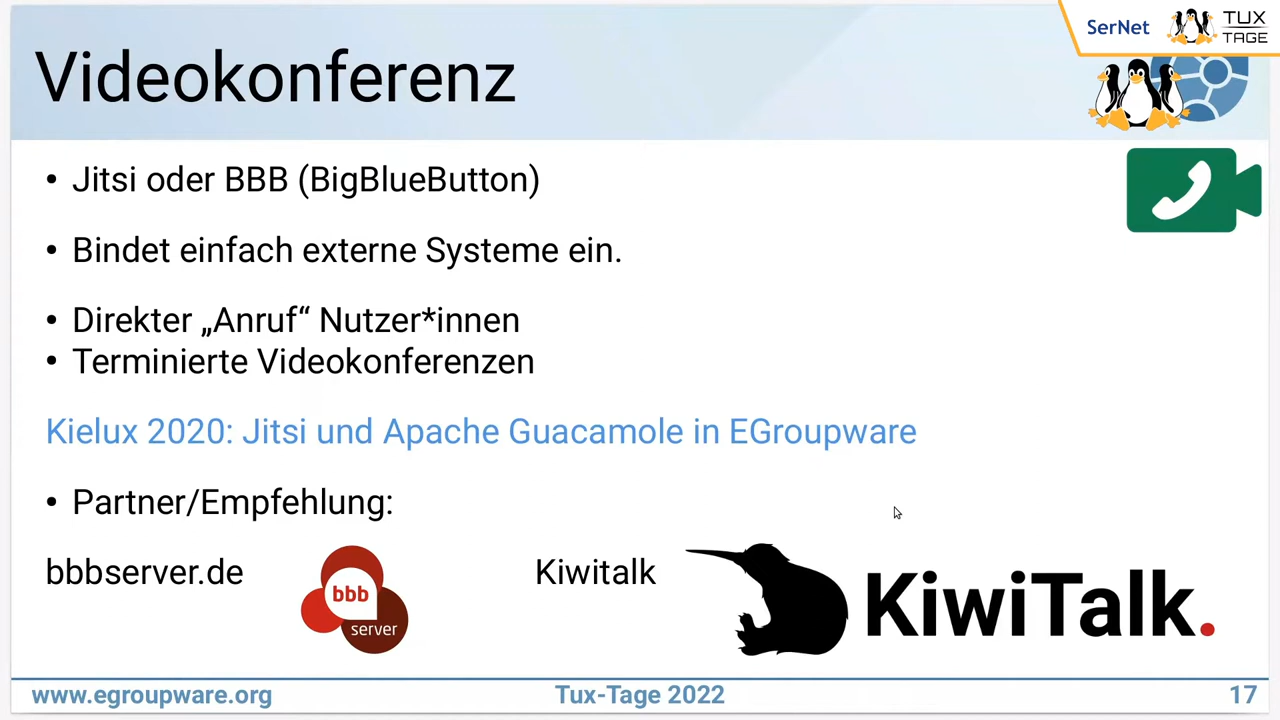 SerNet
TUX
TAGE
Videokonferenz
• Jitsi oder BBB (BigBlueButton)
• Bindet einfach externe Systeme ein.
• Direkter „Anruf“ Nutzer*innen
• Terminierte Videokonferenzen
Kielux 2020: Jitsi und Apache Guacamole in EGroupware
• Partner/Empfehlung:
bbbserver.de
bbb
server
Kiwitalk
KiwiTalk.
www.egroupware.org
Tux-Tage 2022
17